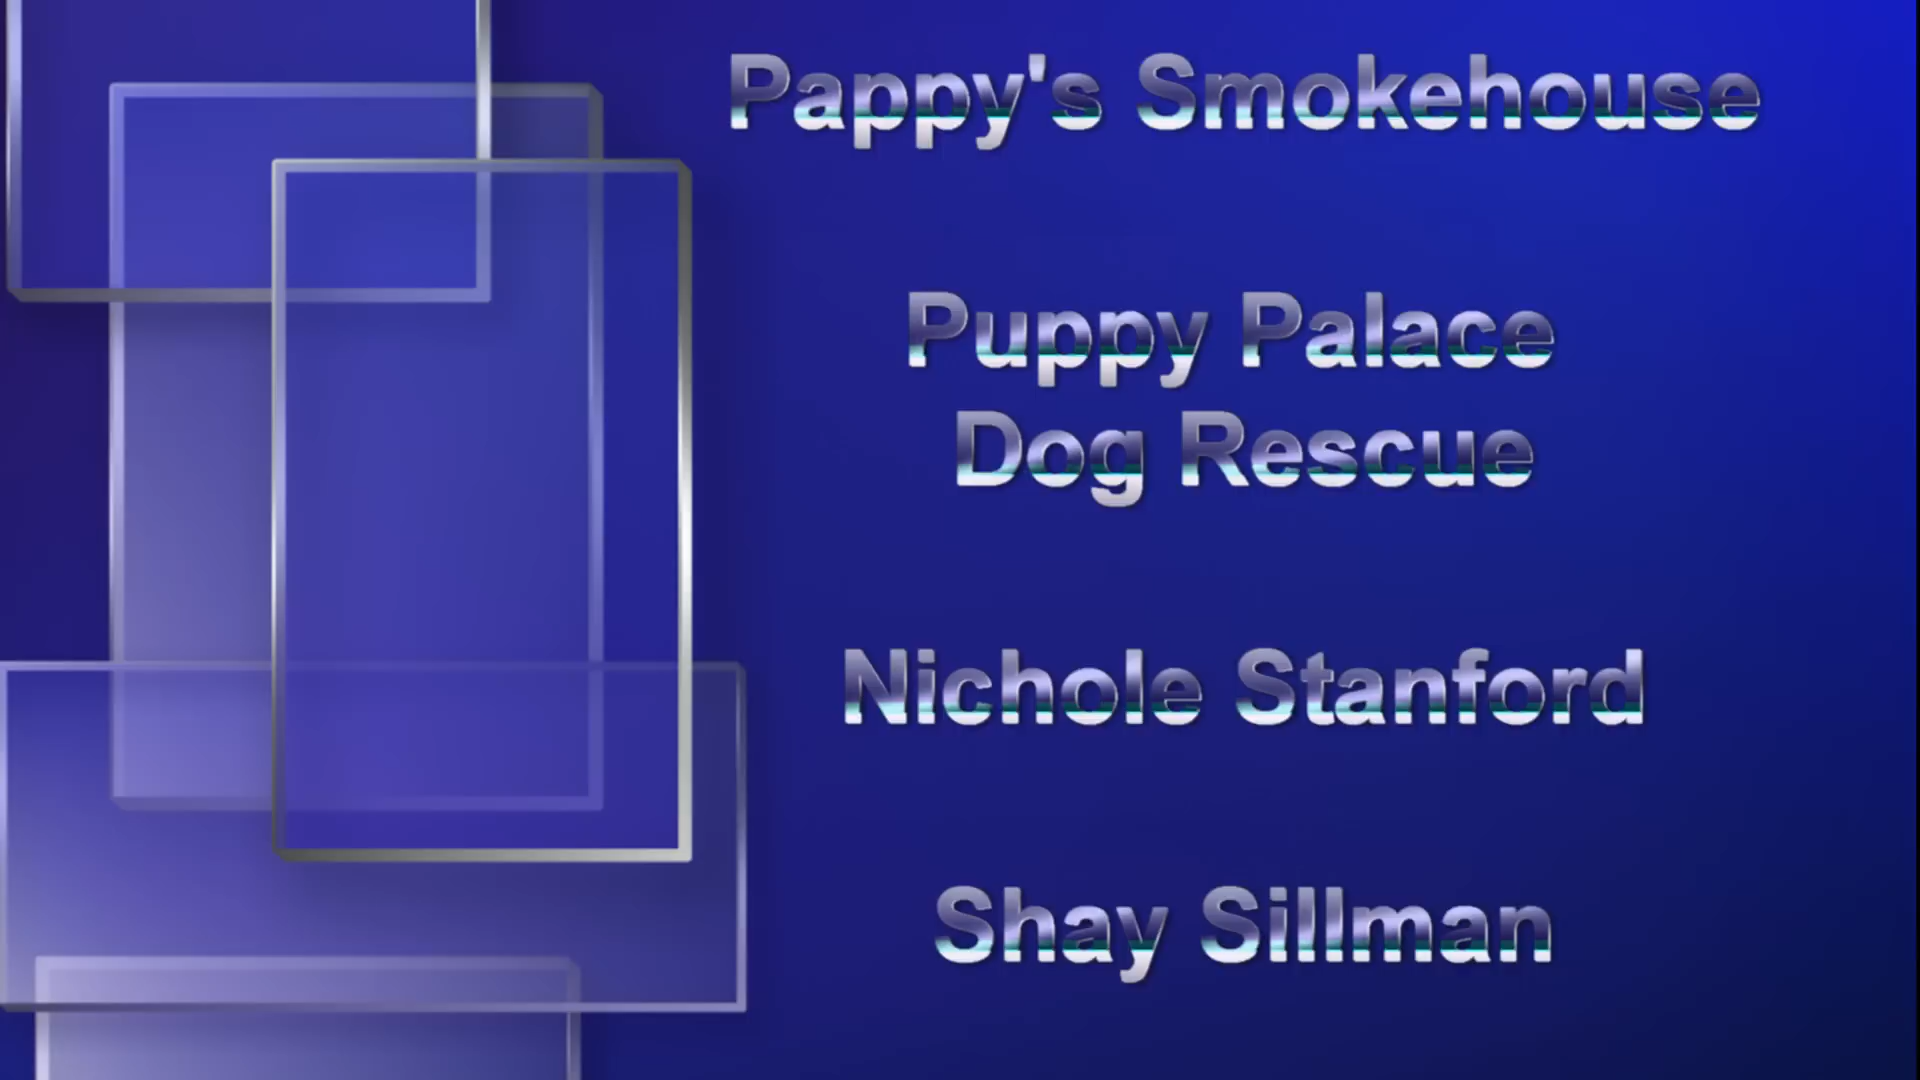 Pappy's Smokehouse
Puppy Palace
Dog Rescue
Nichole Stanford
Shay Sillman